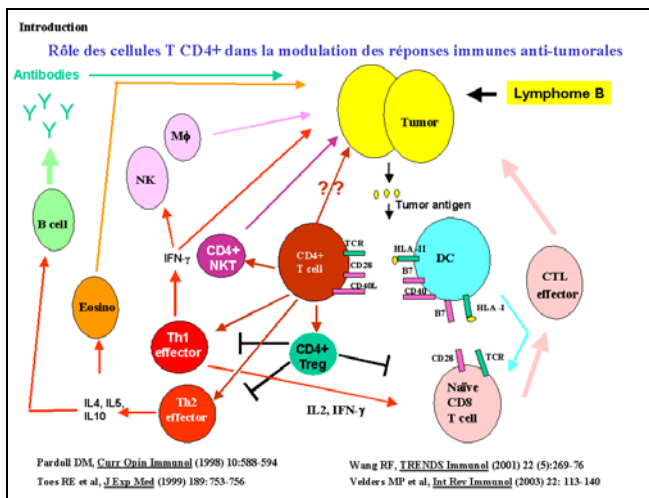 Introduction
Rôle des cellules T CD4+ dans la modulation des réponses immunes anti-tumorales
Antibodies
Lymphome B
Tumor
Mϕ
NK
? ?
Tumor antigen
B cell
IFN-γ
CD4+
NKT
CD4+
T cell
TCR
CD28
CD40L
HLA-II
B7
CD40
DC
B7
HLA-I
CTL
effector
Eosino
Th1
effector
CD4+
Treg
CD28
TCR
Naïve
CD8
T cell
IL4, IL5,
IL10
Th2
effector
IL2, IFN-γ
Pardoll DM, Curr Opin Immunol (1998) 10:588-594
Wang RF, TRENDS Immunol (2001) 22 (5):269-76
Toes RE et al, J Exp Med (1999) 189: 753-756
Velders MP et al, Int Rev Immunol (2003) 22: 113-140